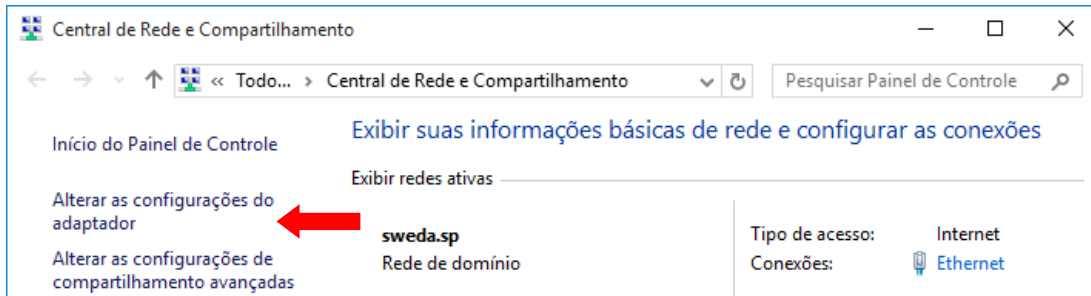 Central de Rede e Compartilhamento
« Todo... › Central de Rede e Compartilhamento
Pesquisar Painel de Controle
Início do Painel de Controle
Alterar as configurações do
adaptador
Alterar as configurações de
compartilhamento avançadas
Exibir suas informações básicas de rede e configurar as conexões
Exibir redes ativas
sweda.sp
Rede de domínio
Tipo de acesso: Internet
Conexões: Ethernet